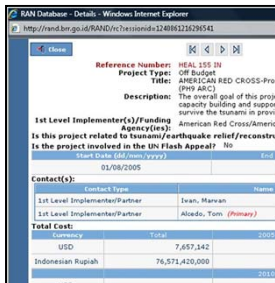 RAN Database - Details - Windows Internet Explorer
http://rand.brr.go.id/RAND/rc?sessionid=1240861216296541
Close
Reference Number: HEAL 155 IN
Project Type: Off Budget
Title: AMERICAN RED CROSS-Pro
(PH9 ARC)
Description: The overall goal of this proj
capacity building and suppor
survive the tsunami in provi
1st Level Implementer(s)/Funding Agency(ies): American Red Cross/Americ
Is this project related to tsunami/earthquake relief/reconstru
Is the project involved in the UN Flash Appeal? No
Start Date (dd/mm/yyyy) End
01/08/2005
Contact(s):
Contact Type Name
1st Level Implementer/Partner Iwan, Marvan
1st Level Implementer/Partner Alcedo, Tom (Primary)
Total Cost:
Currency Total 2005
USD 7,657,142
Indonesian Rupiah 76,571,420,000
2010